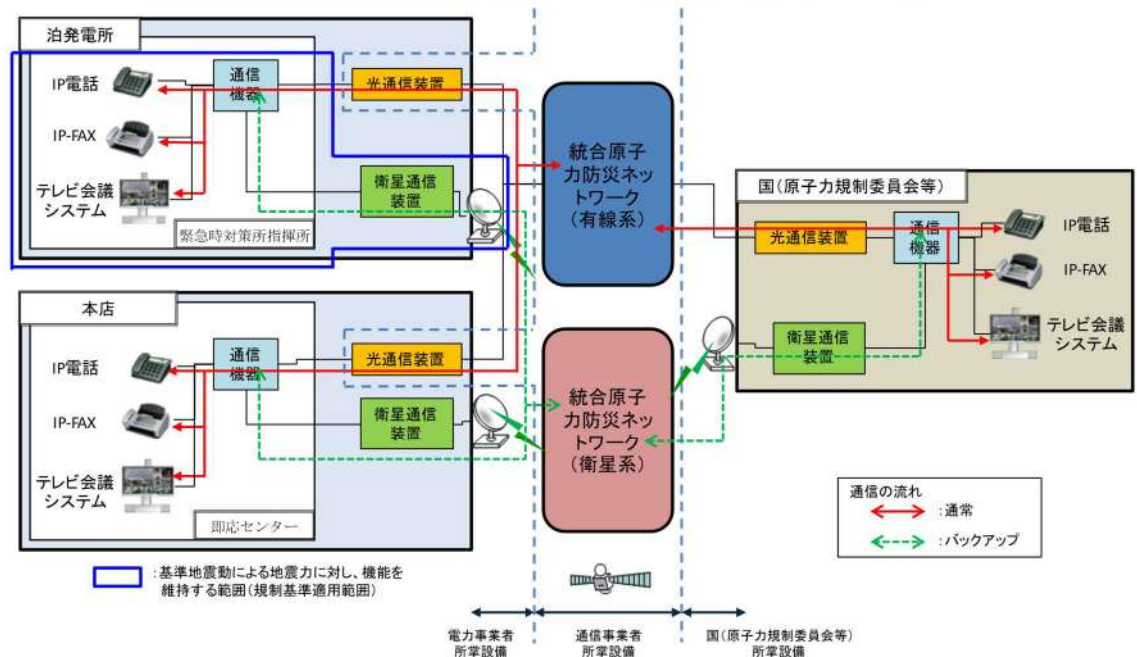 泊発電所
IP電話
IP-FAX
テレビ会議
システム
通信
機器
光通信装置
衛星通信
装置
緊急時対策所指揮所
本店
IP電話
IP-FAX
テレビ会議
システム
通信
機器
光通信装置
衛星通信
装置
即応センター
統合原子
力防災ネッ
トワーク
(有線系)
統合原子
力防災ネッ
トワーク
(衛星系)
国(原子力規制委員会等)
光通信装置
通信
機器
衛星通信
装置
IP電話
IP-FAX
テレビ会議
システム
通信の流れ
:通常
:バックアップ
:基準地震動による地震力に対し、機能を
維持する範囲(規制基準適用範囲)
電力事業者
所掌設備
通信事業者
所掌設備
国(原子力規制委員会等)
所掌設備